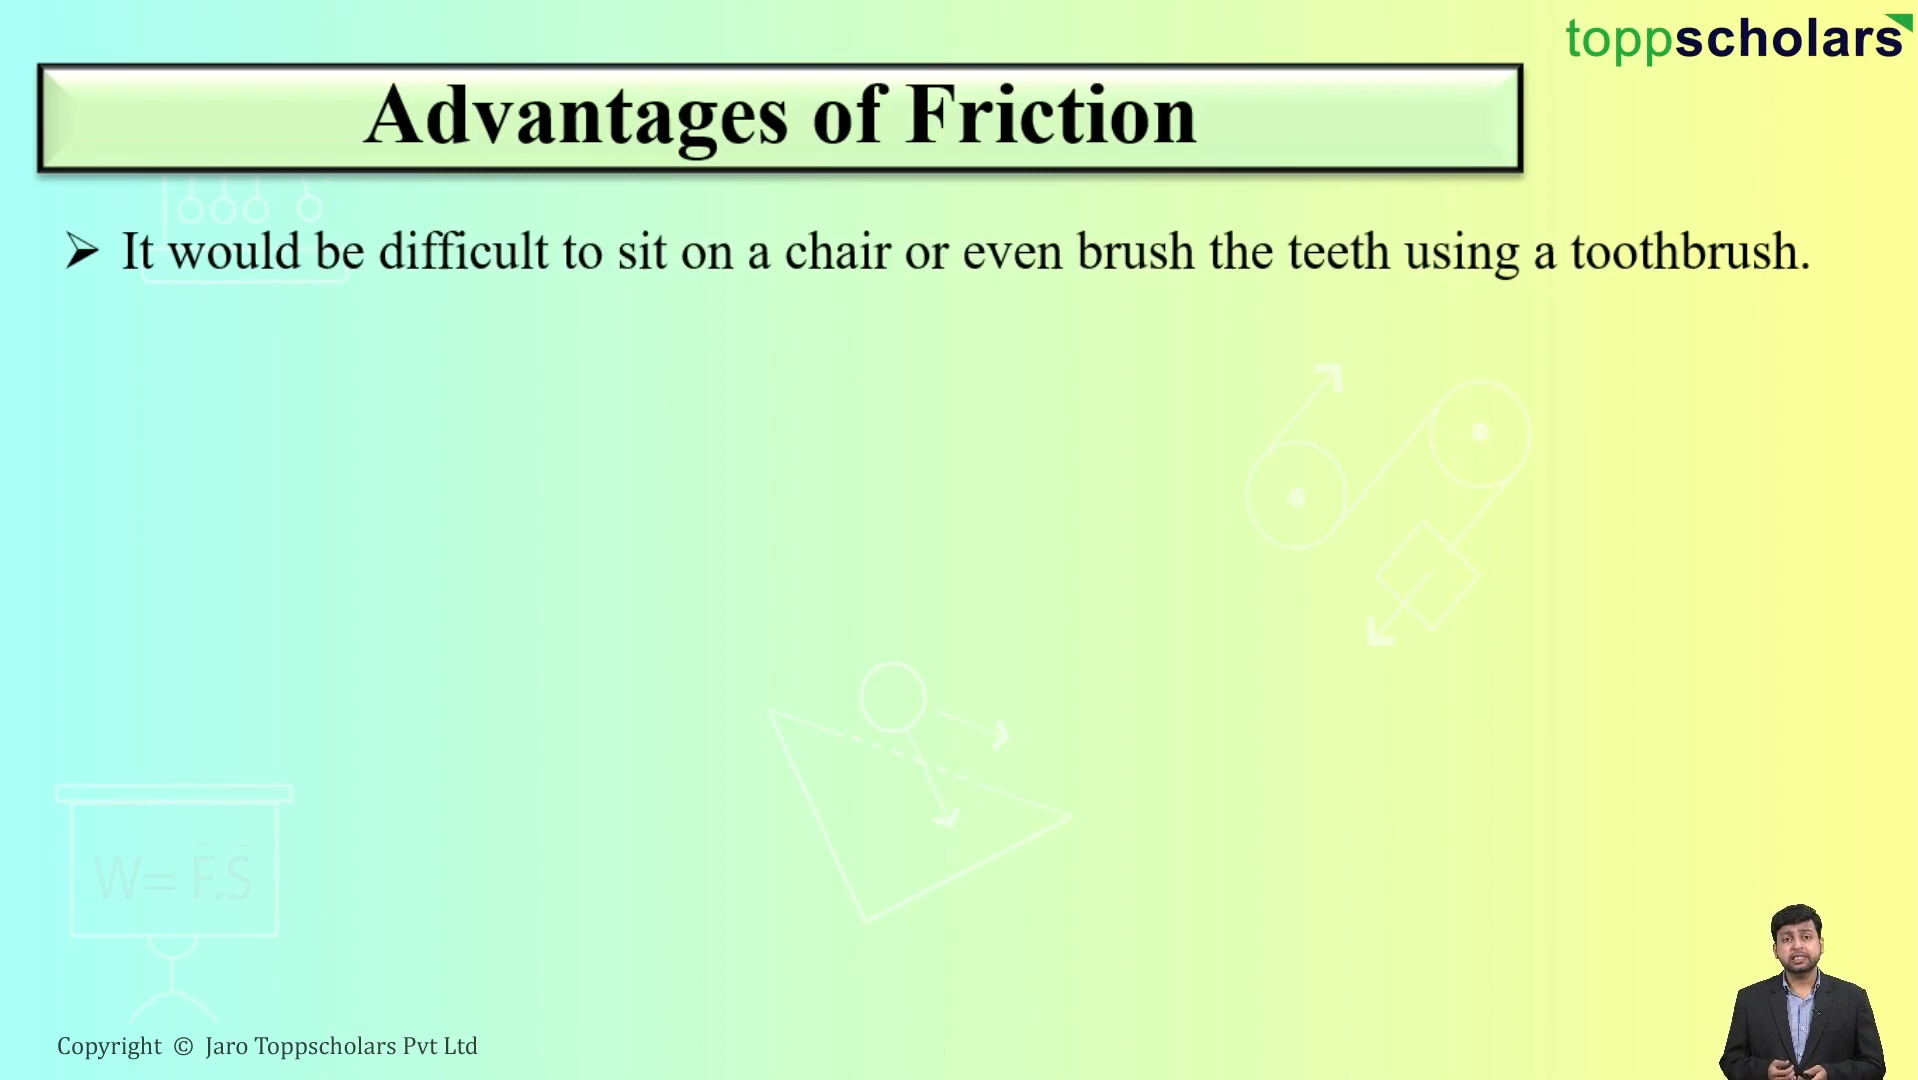 toppscholars
Advantages of Friction
➢ It would be difficult to sit on a chair or even brush the teeth using a toothbrush.
W= F̄.S̄
Copyright © Jaro Toppscholars Pvt Ltd